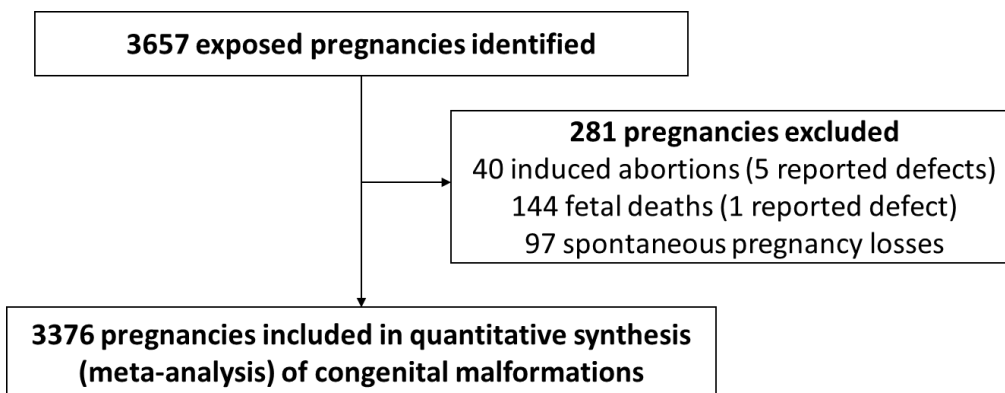 3657 exposed pregnancies identified
281 pregnancies excluded
40 induced abortions (5 reported defects)
144 fetal deaths (1 reported defect)
97 spontaneous pregnancy losses
3376 pregnancies included in quantitative synthesis
(meta-analysis) of congenital malformations